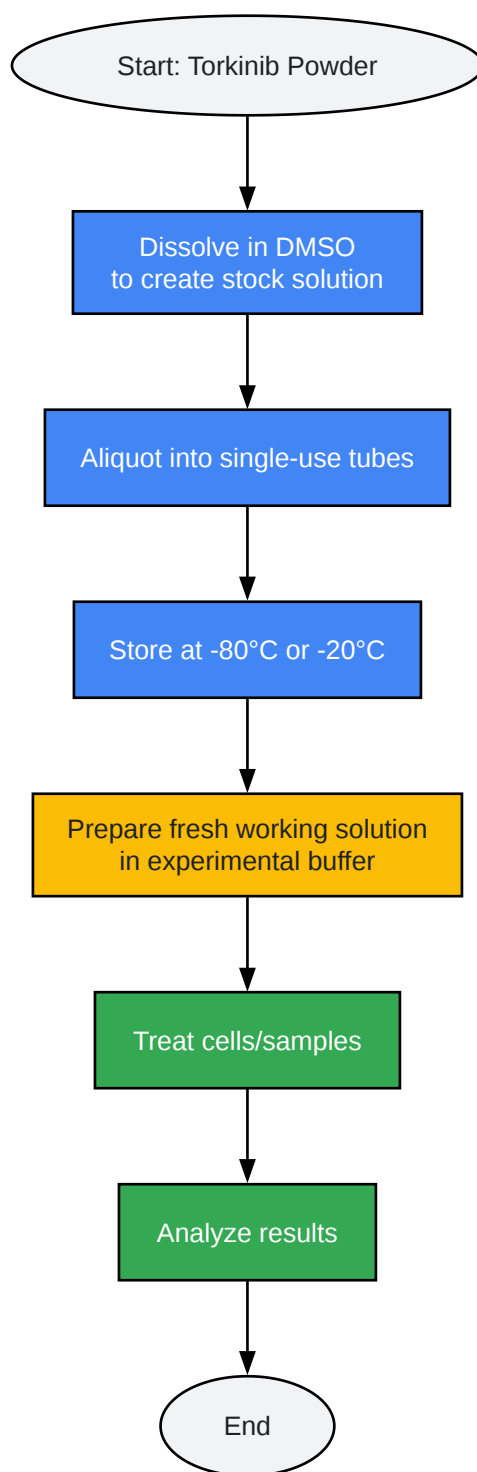 Start: Torkinib Powder
Dissolve in DMSO
to create stock solution
Aliquot into single-use tubes
Store at -80°C or -20°C
Prepare fresh working solution
in experimental buffer
Treat cells/samples
Analyze results
End